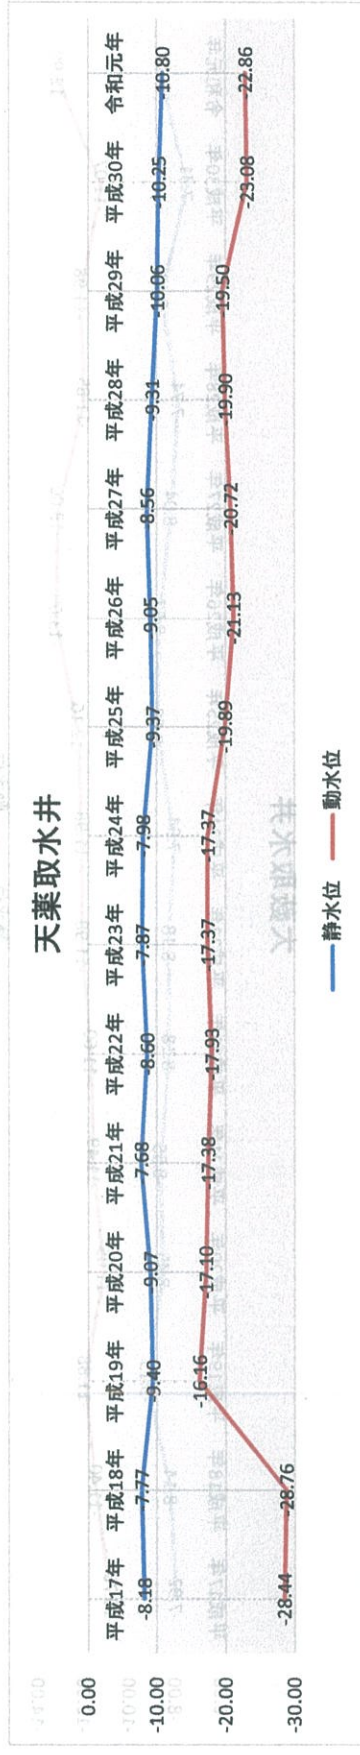 天薬取水井
平成17年 平成18年 平成19年 平成20年 平成21年 平成22年 平成23年 平成24年 平成25年 平成26年 平成27年 平成28年 平成29年 平成30年 令和元年
0.00
-10.00
-20.00
-30.00
-8.18 -7.77 -9.40 -9.07 -7.68 -8.60 -7.87 -7.98 -9.37 -9.05 -8.56 -9.31 -10.06 -10.25 -10.80
-28.44 -28.76 -16.16 -17.10 -17.38 -17.93 -17.37 -17.37 -19.89 -21.13 -20.72 -19.90 -19.50 -23.08 -22.86
静水位 動水位